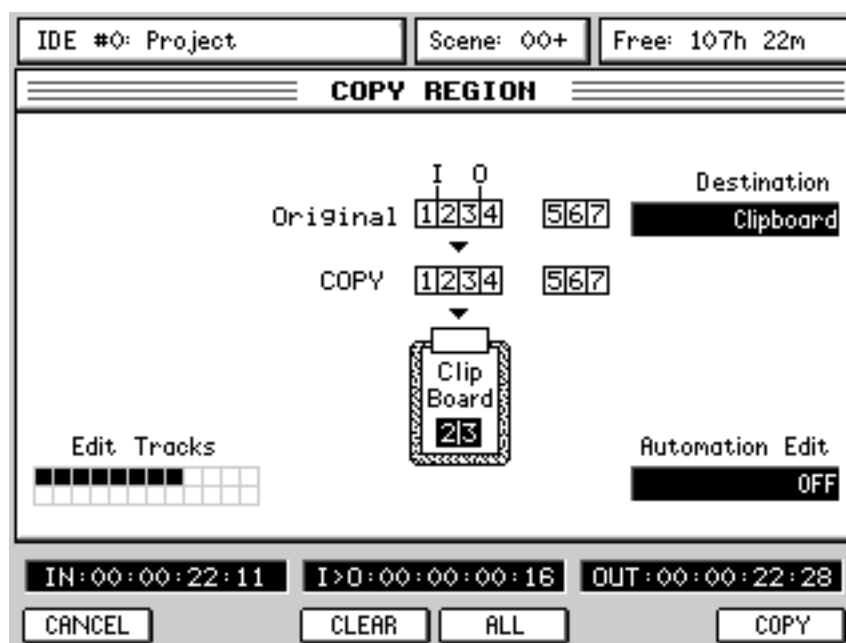 IDE #0: Project
Scene: 00+
Free: 107h 22m
COPY REGION
I O
Destination
Original 1234 567
Clipboard
COPY 1234 567
Clip
Board
23
Edit Tracks
Automation Edit
OFF
IN:00:00:22:11
I>O:00:00:00:16
OUT:00:00:22:28
CANCEL
CLEAR
ALL
COPY